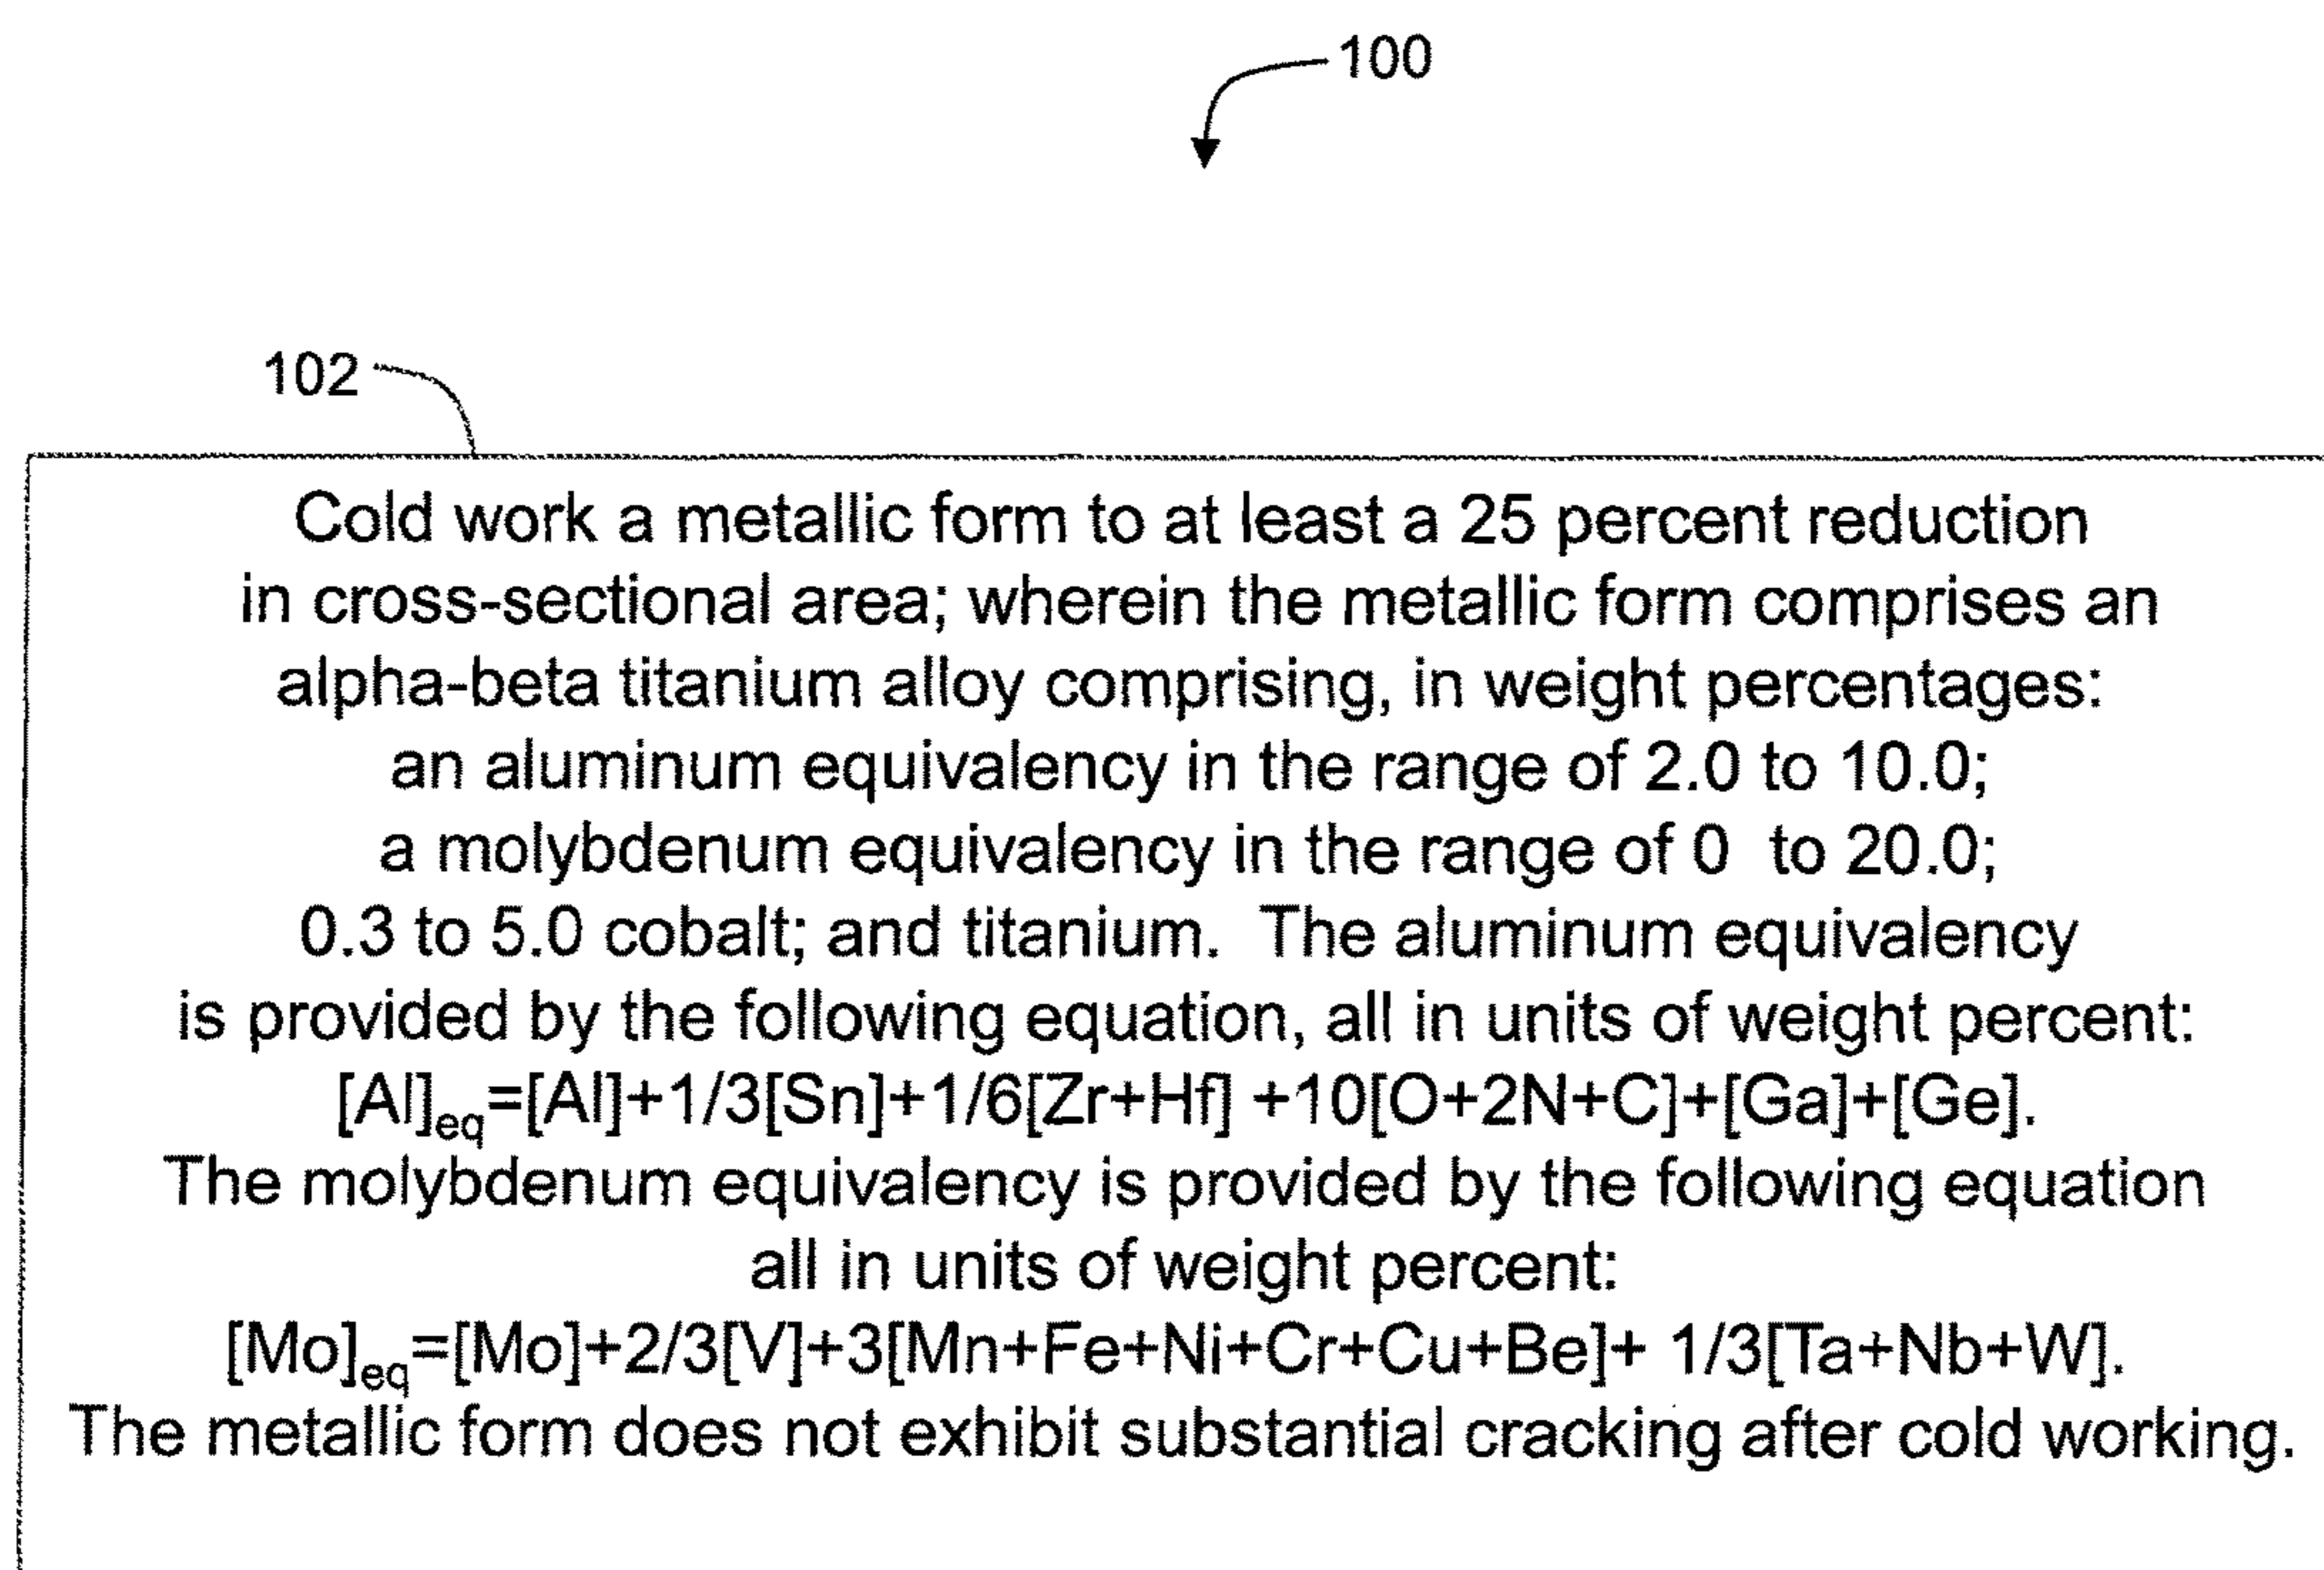 100
102
Cold work a metallic form to at least a 25 percent reduction
in cross-sectional area; wherein the metallic form comprises an
alpha-beta titanium alloy comprising, in weight percentages:
an aluminum equivalency in the range of 2.0 to 10.0;
a molybdenum equivalency in the range of 0  to 20.0;
0.3 to 5.0 cobalt; and titanium.  The aluminum equivalency
is provided by the following equation, all in units of weight percent:
[Al]eq=[Al]+1/3[Sn]+1/6[Zr+Hf] +10[O+2N+C]+[Ga]+[Ge].
The molybdenum equivalency is provided by the following equation
all in units of weight percent:
[Mo]eq=[Mo]+2/3[V]+3[Mn+Fe+Ni+Cr+Cu+Be]+ 1/3[Ta+Nb+W].
The metallic form does not exhibit substantial cracking after cold working.